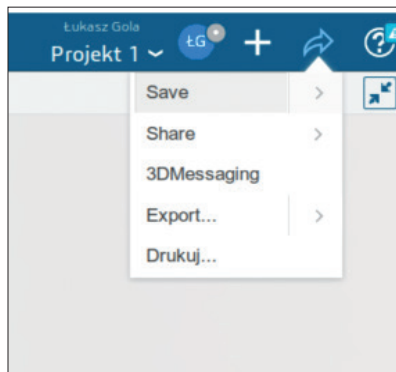 Łukasz Gola
Projekt 1
ŁG
Save
Share
3DMessaging
Export...
Drukuj...